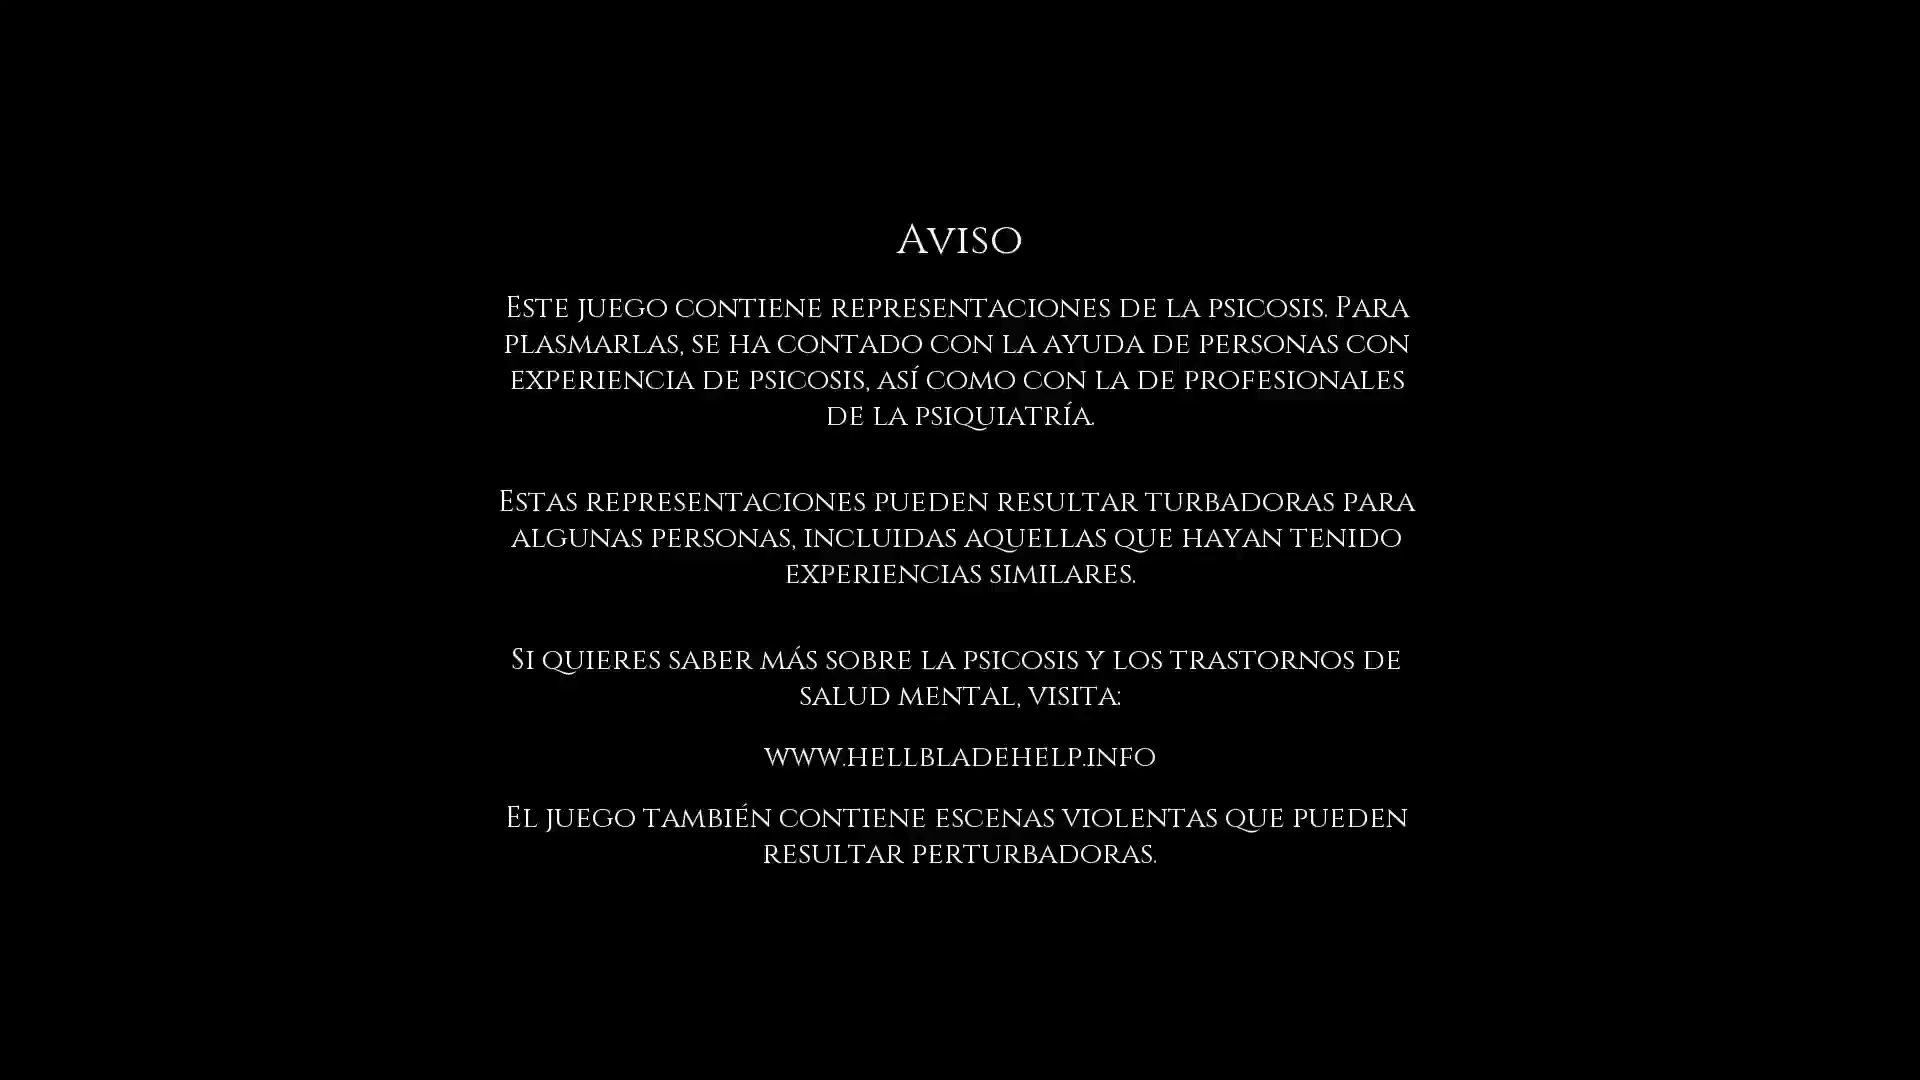 Aviso
Este juego contiene representaciones de la psicosis. Para
plasmarlas, se ha contado con la ayuda de personas con
experiencia de psicosis, así como con la de profesionales
de la psiquiatría.
Estas representaciones pueden resultar turbadoras para
algunas personas, incluidas aquellas que hayan tenido
experiencias similares.
Si quieres saber más sobre la psicosis y los trastornos de
salud mental, visita:
www.hellbladehelp.info
El juego también contiene escenas violentas que pueden
resultar perturbadoras.